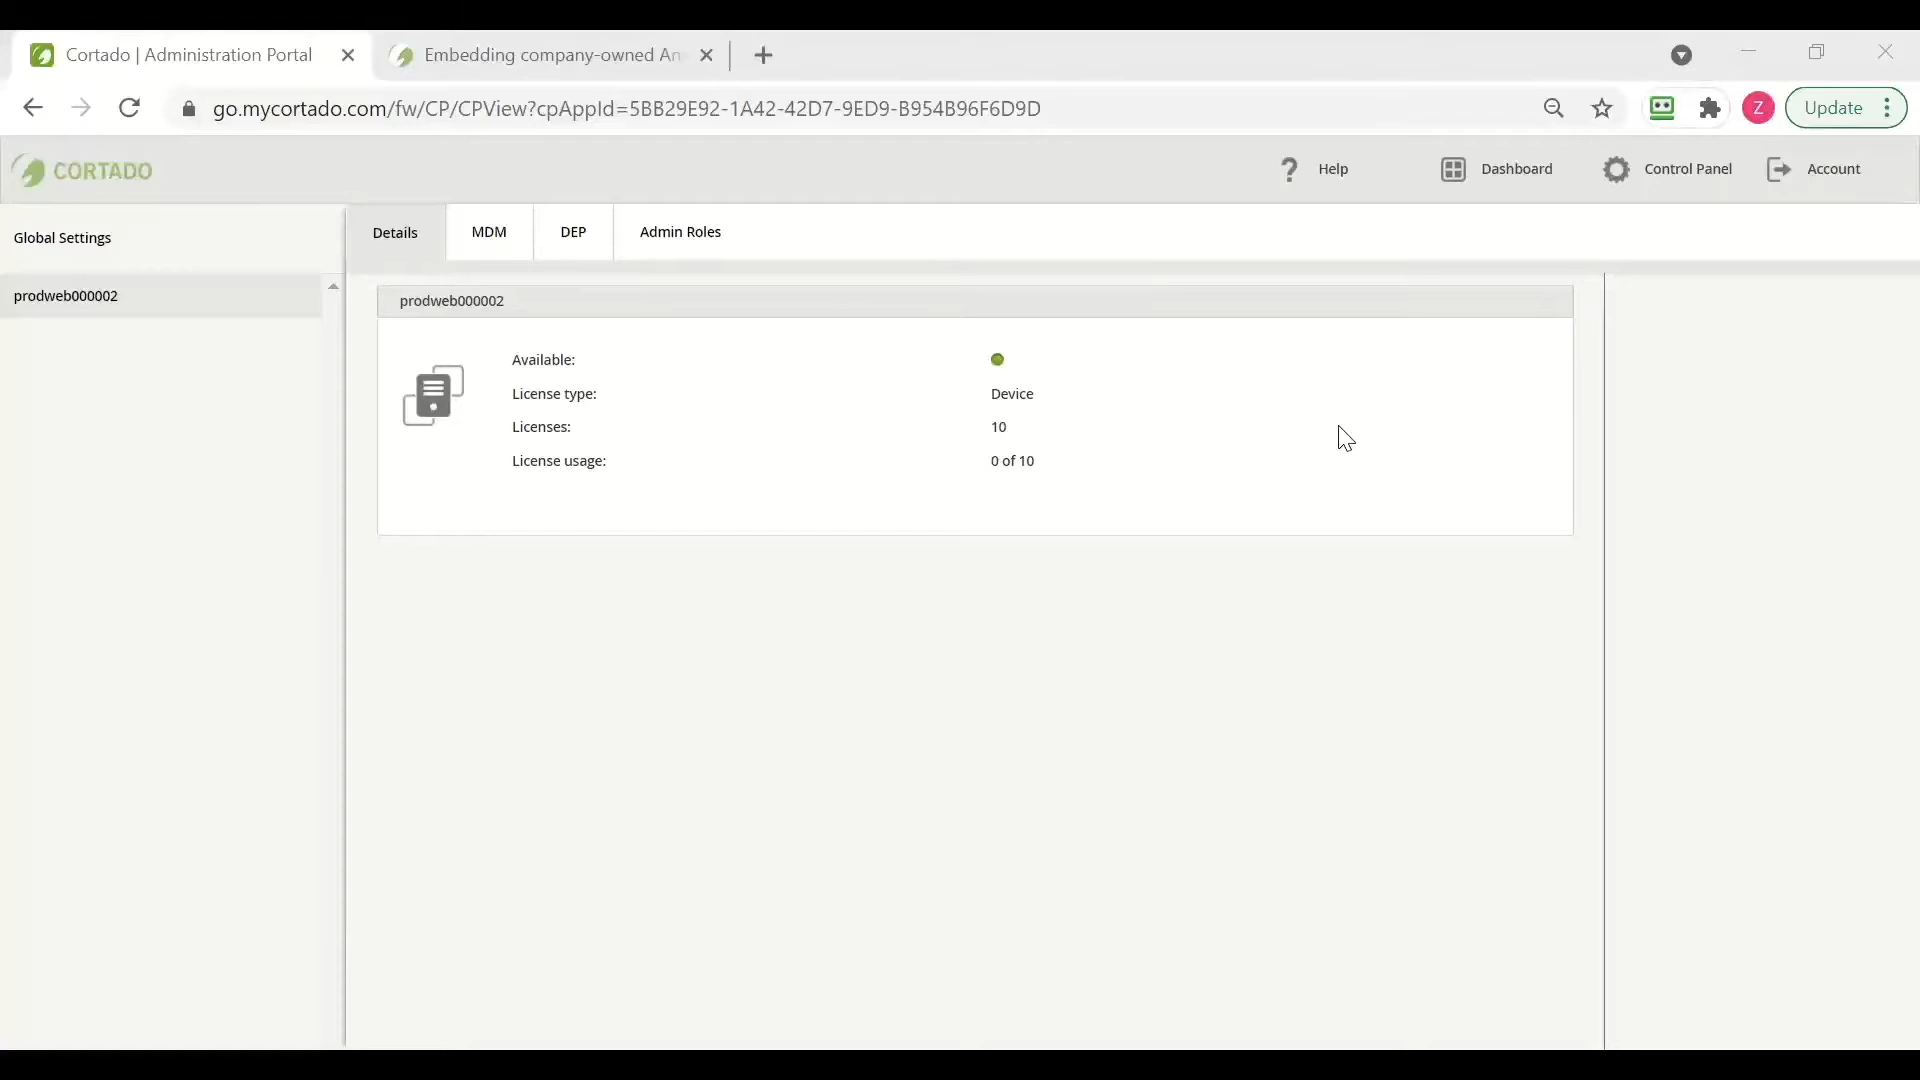 Cortado | Administration Portal
Embedding company-owned An
go.mycortado.com/fw/CP/CPView?cpAppId=5BB29E92-1A42-42D7-9ED9-B954B96F6D9D
Z
Update
CORTADO
? Help
Dashboard
Control Panel
Account
Global Settings
Details
MDM
DEP
Admin Roles
prodweb000002
prodweb000002
Available:
License type: Device
Licenses: 10
License usage: 0 of 10